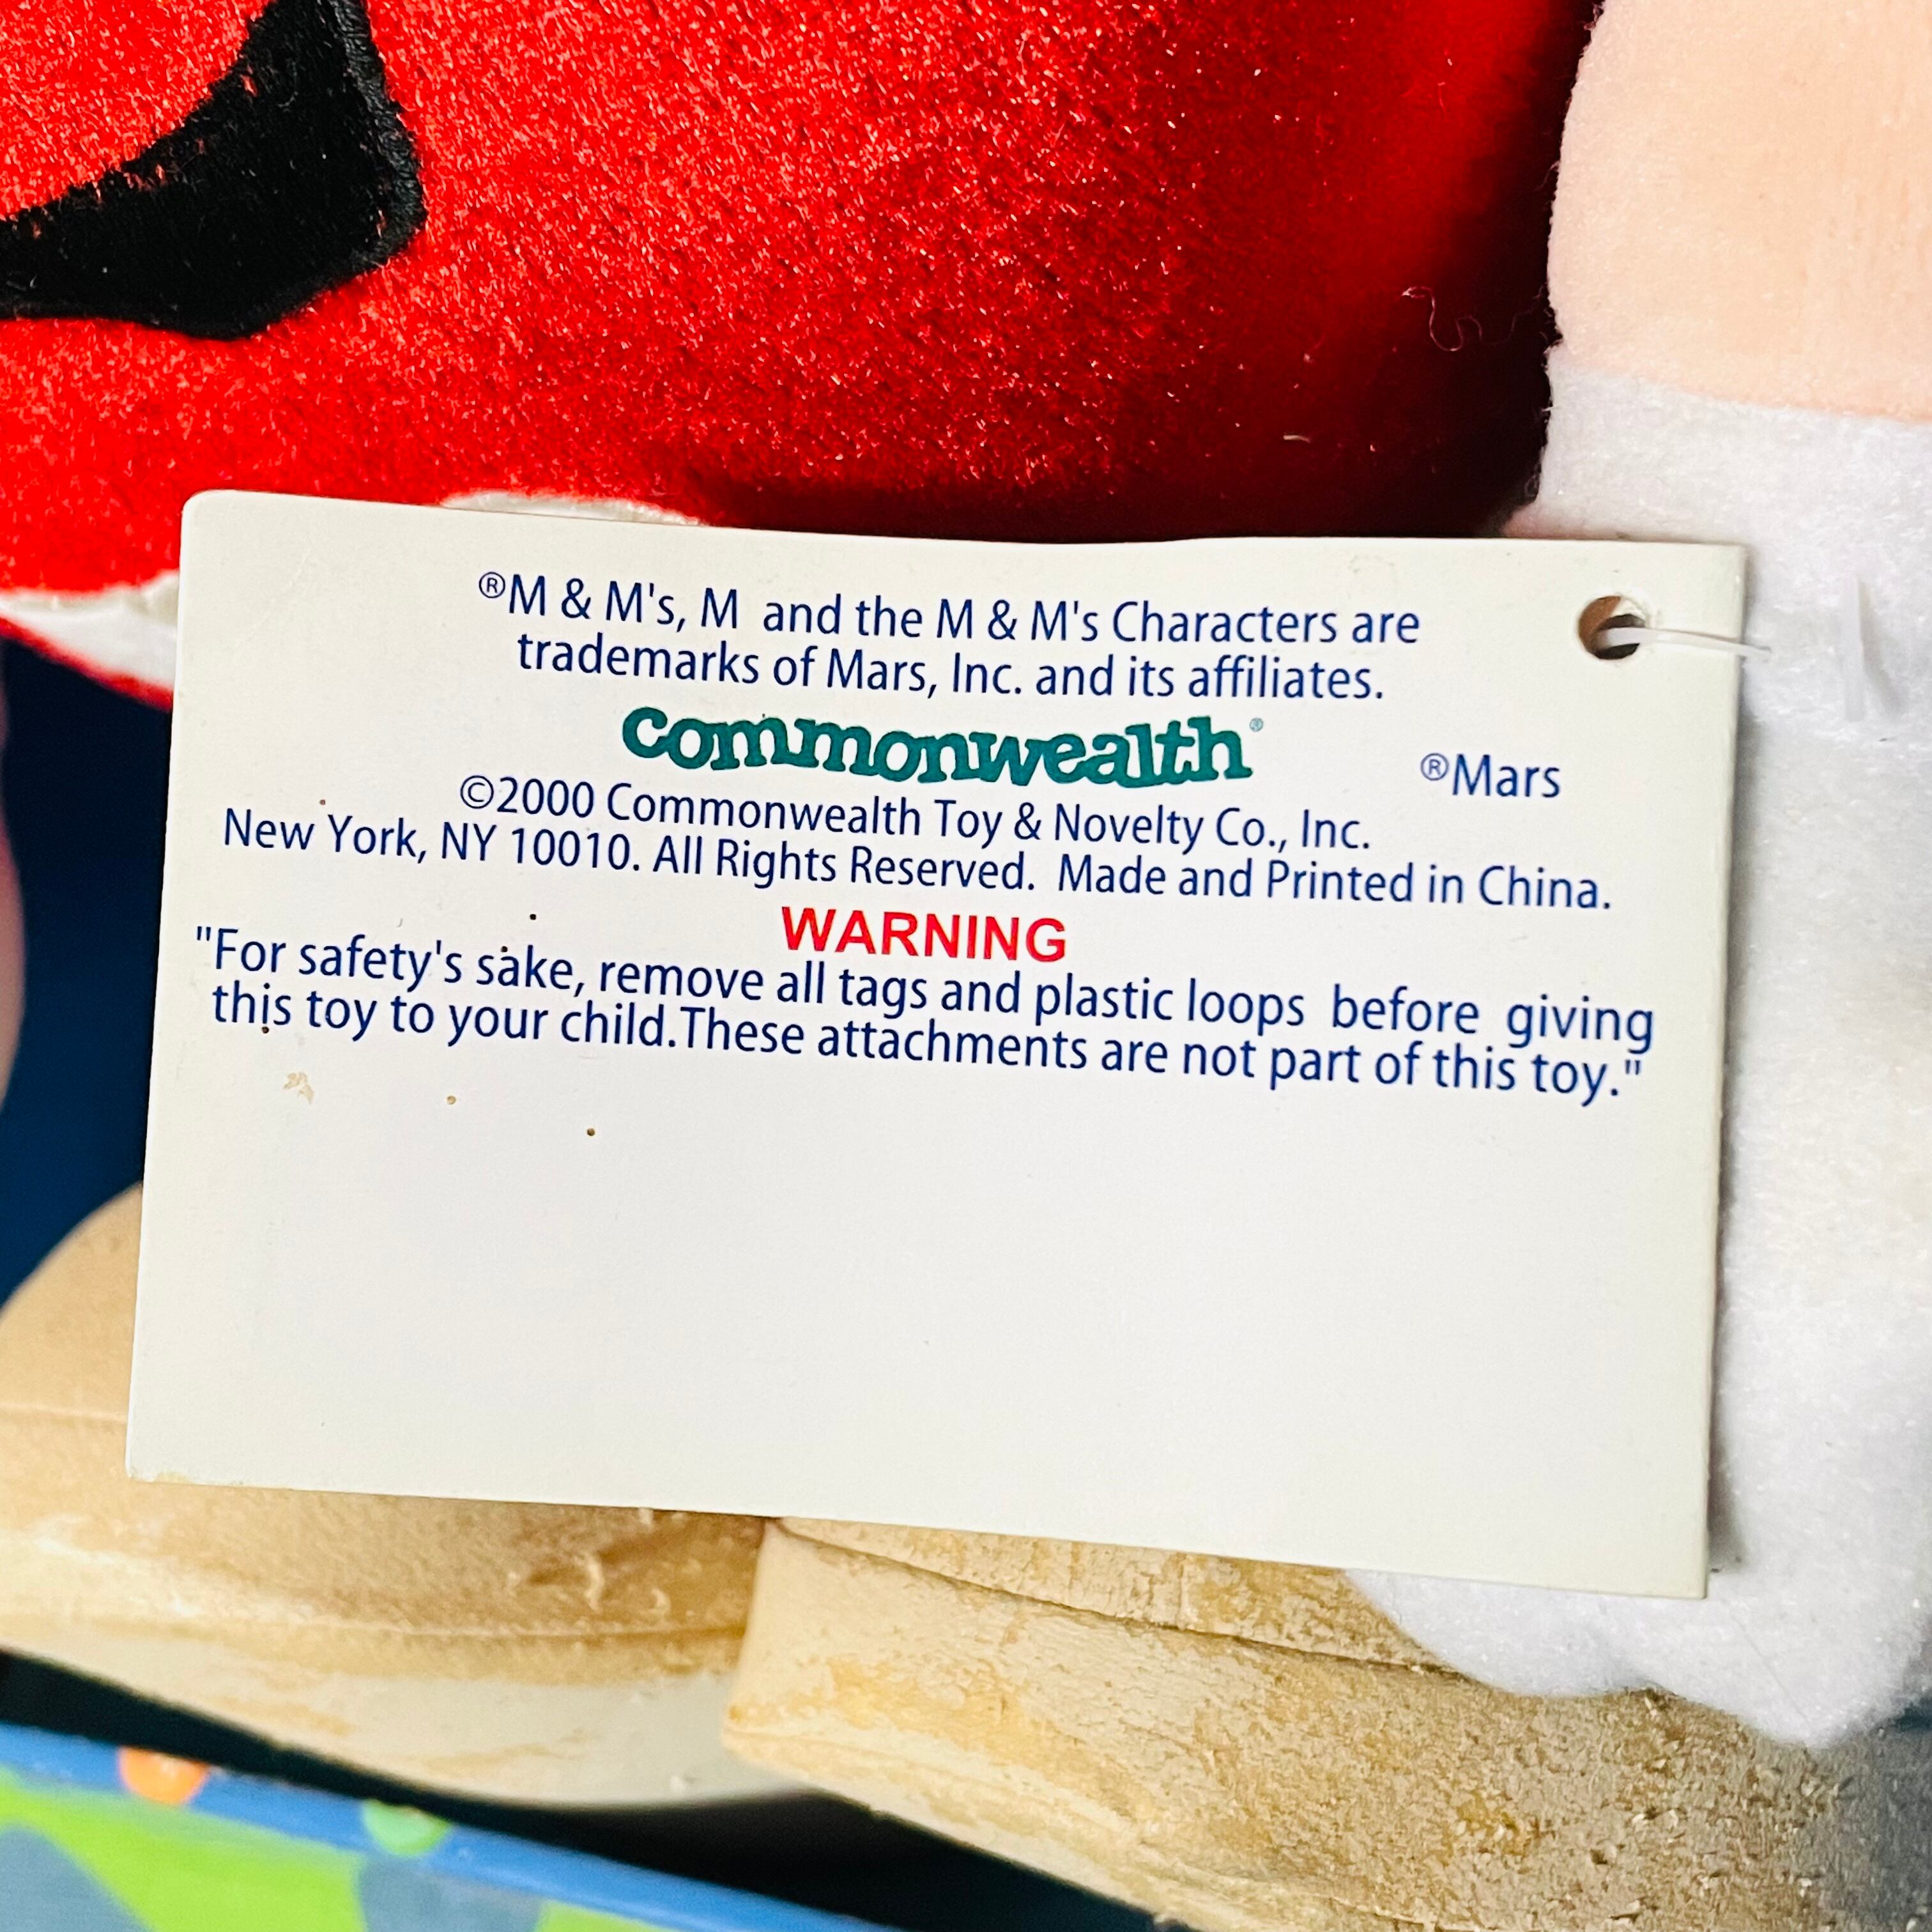 ®M & M's, M and the M & M's Characters are
trademarks of Mars, Inc. and its affiliates.
commonwealth®
®Mars
©2000 Commonwealth Toy & Novelty Co., Inc.
New York, NY 10010. All Rights Reserved. Made and Printed in China.
WARNING
"For safety's sake, remove all tags and plastic loops before giving
this toy to your child.These attachments are not part of this toy."